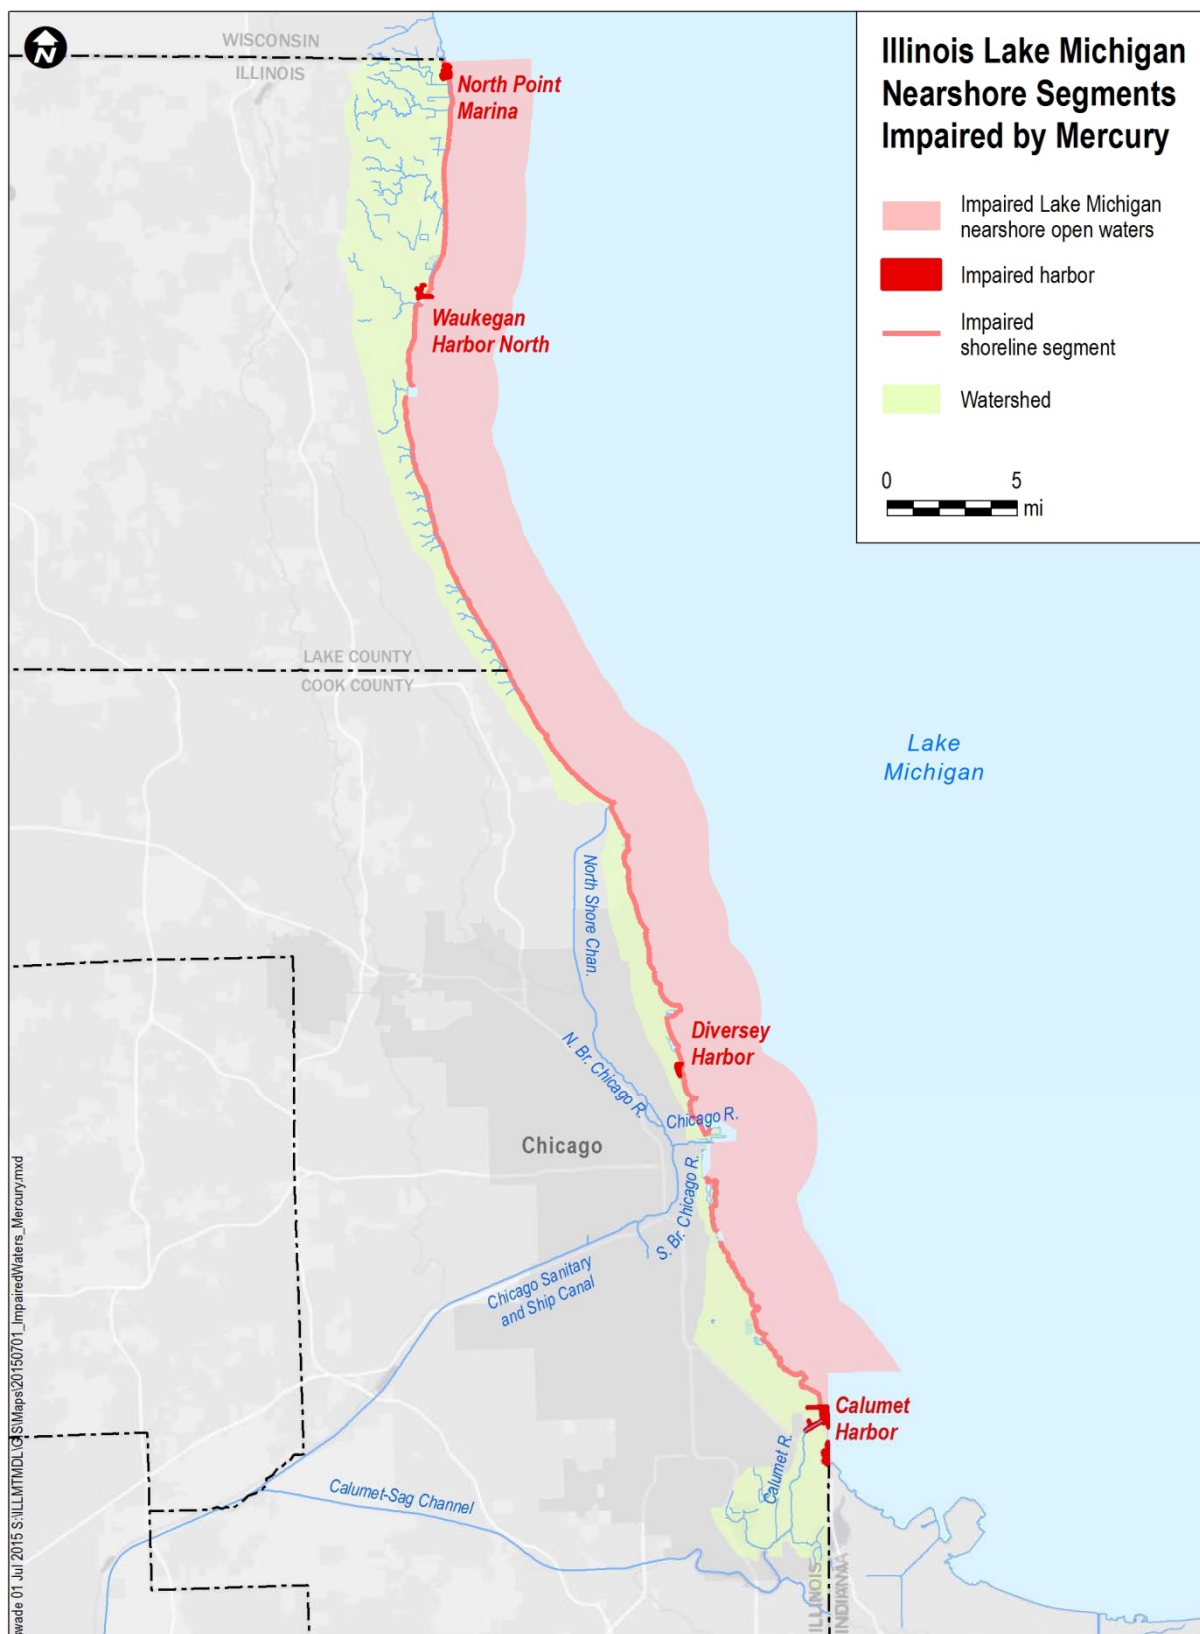 N
WISCONSIN
ILLINOIS
North Point
Marina
Illinois Lake Michigan
Nearshore Segments
Impaired by Mercury
Impaired Lake Michigan
nearshore open waters
Impaired harbor
Impaired
shoreline segment
Watershed
0 5
mi
Waukegan
Harbor North
LAKE COUNTY
COOK COUNTY
Lake
Michigan
North Shore Chan.
Diversey
Harbor
N. Br. Chicago R.
Chicago R.
Chicago
S. Br. Chicago R.
Chicago Sanitary
and Ship Canal
Calumet
Harbor
Calumet R.
Calumet-Sag Channel
ILLINOIS
INDIANA
swade 01 Jul 2015 S:\ILLMTMDL\GIS\Maps\20150701_ImpairedWaters_Mercury.mxd